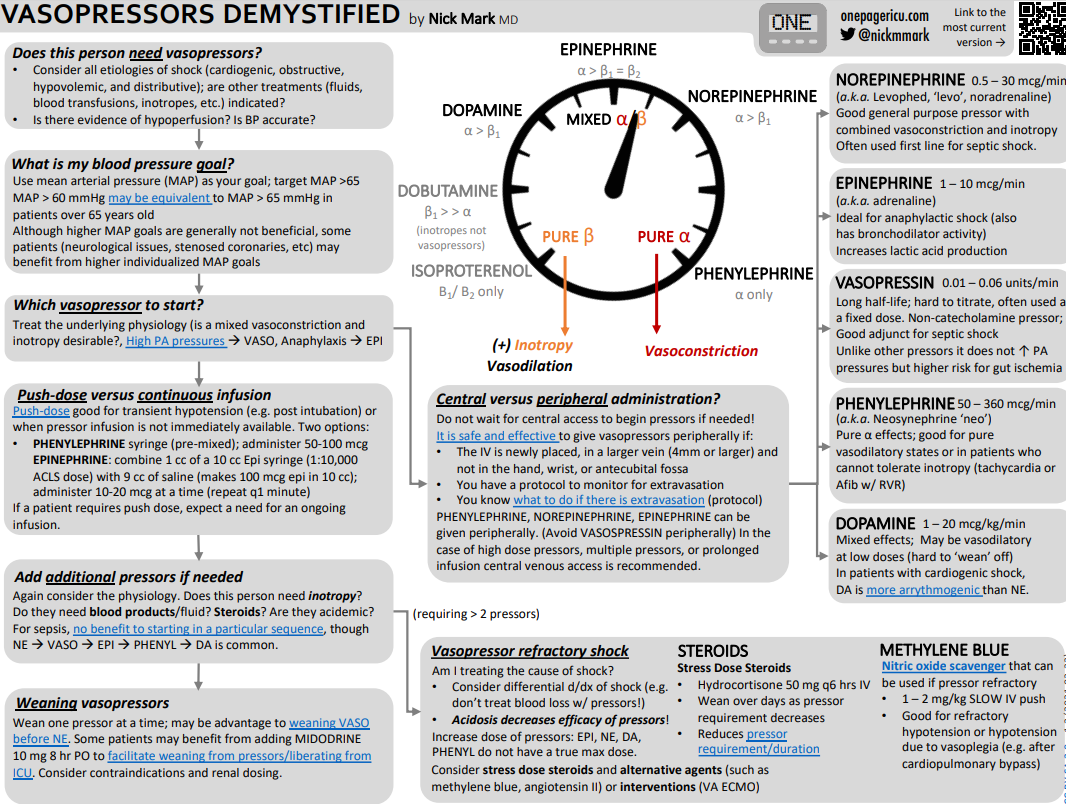 VASOPRESSORS DEMYSTIFIED by Nick Mark MD
ONE
onepagericu.com
@nickmmark
Link to the
most current
version →
Does this person need vasopressors?
• Consider all etiologies of shock (cardiogenic, obstructive,
hypovolemic, and distributive); are other treatments (fluids,
blood transfusions, inotropes, etc.) indicated?
• Is there evidence of hypoperfusion? Is BP accurate?
What is my blood pressure goal?
Use mean arterial pressure (MAP) as your goal; target MAP >65
MAP > 60 mmHg may be equivalent to MAP > 65 mmHg in
patients over 65 years old
Although higher MAP goals are generally not beneficial, some
patients (neurological issues, stenosed coronaries, etc) may
benefit from higher individualized MAP goals
Which vasopressor to start?
Treat the underlying physiology (is a mixed vasoconstriction and
inotropy desirable?, High PA pressures → VASO, Anaphylaxis → EPI
Push-dose versus continuous infusion
Push-dose good for transient hypotension (e.g. post intubation) or
when pressor infusion is not immediately available. Two options:
• PHENYLEPHRINE syringe (pre-mixed); administer 50-100 mcg
EPINEPHRINE: combine 1 cc of a 10 cc Epi syringe (1:10,000
ACLS dose) with 9 cc of saline (makes 100 mcg epi in 10 cc);
administer 10-20 mcg at a time (repeat q1 minute)
If a patient requires push dose, expect a need for an ongoing
infusion.
Add additional pressors if needed
Again consider the physiology. Does this person need inotropy?
Do they need blood products/fluid? Steroids? Are they acidemic?
For sepsis, no benefit to starting in a particular sequence, though
NE → VASO → EPI → PHENYL → DA is common.
Weaning vasopressors
Wean one pressor at a time; may be advantage to weaning VASO
before NE. Some patients may benefit from adding MIDODRINE
10 mg 8 hr PO to facilitate weaning from pressors/liberating from
ICU. Consider contraindications and renal dosing.
EPINEPHRINE
α > β1 = β2
DOPAMINE
α > β1
NOREPINEPHRINE
α > β1
MIXED α/β
DOBUTAMINE
β1 > > α
(inotropes not
vasopressors)
ISOPROTERENOL
B1/ B2 only
PURE β
PURE α
PHENYLEPHRINE
α only
(+) Inotropy
Vasodilation
Vasoconstriction
Central versus peripheral administration?
Do not wait for central access to begin pressors if needed!
It is safe and effective to give vasopressors peripherally if:
• The IV is newly placed, in a larger vein (4mm or larger) and
not in the hand, wrist, or antecubital fossa
• You have a protocol to monitor for extravasation
• You know what to do if there is extravasation (protocol)
PHENYLEPHRINE, NOREPINEPHRINE, EPINEPHRINE can be
given peripherally. (Avoid VASOSPRESSIN peripherally) In the
case of high dose pressors, multiple pressors, or prolonged
infusion central venous access is recommended.
NOREPINEPHRINE 0.5 – 30 mcg/min
(a.k.a. Levophed, ‘levo’, noradrenaline)
Good general purpose pressor with
combined vasoconstriction and inotropy
Often used first line for septic shock.
EPINEPHRINE 1 – 10 mcg/min
(a.k.a. adrenaline)
Ideal for anaphylactic shock (also
has bronchodilator activity)
Increases lactic acid production
VASOPRESSIN 0.01 – 0.06 units/min
Long half-life; hard to titrate, often used a
a fixed dose. Non-catecholamine pressor;
Good adjunct for septic shock
Unlike other pressors it does not ↑ PA
pressures but higher risk for gut ischemia
PHENYLEPHRINE 50 – 360 mcg/min
(a.k.a. Neosynephrine ‘neo’)
Pure α effects; good for pure
vasodilatory states or in patients who
cannot tolerate inotropy (tachycardia or
Afib w/ RVR)
DOPAMINE 1 – 20 mcg/kg/min
Mixed effects; May be vasodilatory
at low doses (hard to ‘wean’ off)
In patients with cardiogenic shock,
DA is more arrythmogenic than NE.
(requiring > 2 pressors)
Vasopressor refractory shock
Am I treating the cause of shock?
• Consider differential d/dx of shock (e.g.
don’t treat blood loss w/ pressors!)
• Acidosis decreases efficacy of pressors!
Increase dose of pressors: EPI, NE, DA,
PHENYL do not have a true max dose.
Consider stress dose steroids and alternative agents (such as
methylene blue, angiotensin II) or interventions (VA ECMO)
STEROIDS
Stress Dose Steroids
• Hydrocortisone 50 mg q6 hrs IV
• Wean over days as pressor
requirement decreases
• Reduces pressor
requirement/duration
METHYLENE BLUE
Nitric oxide scavenger that can
be used if pressor refractory
• 1 – 2 mg/kg SLOW IV push
• Good for refractory
hypotension or hypotension
due to vasoplegia (e.g. after
cardiopulmonary bypass)